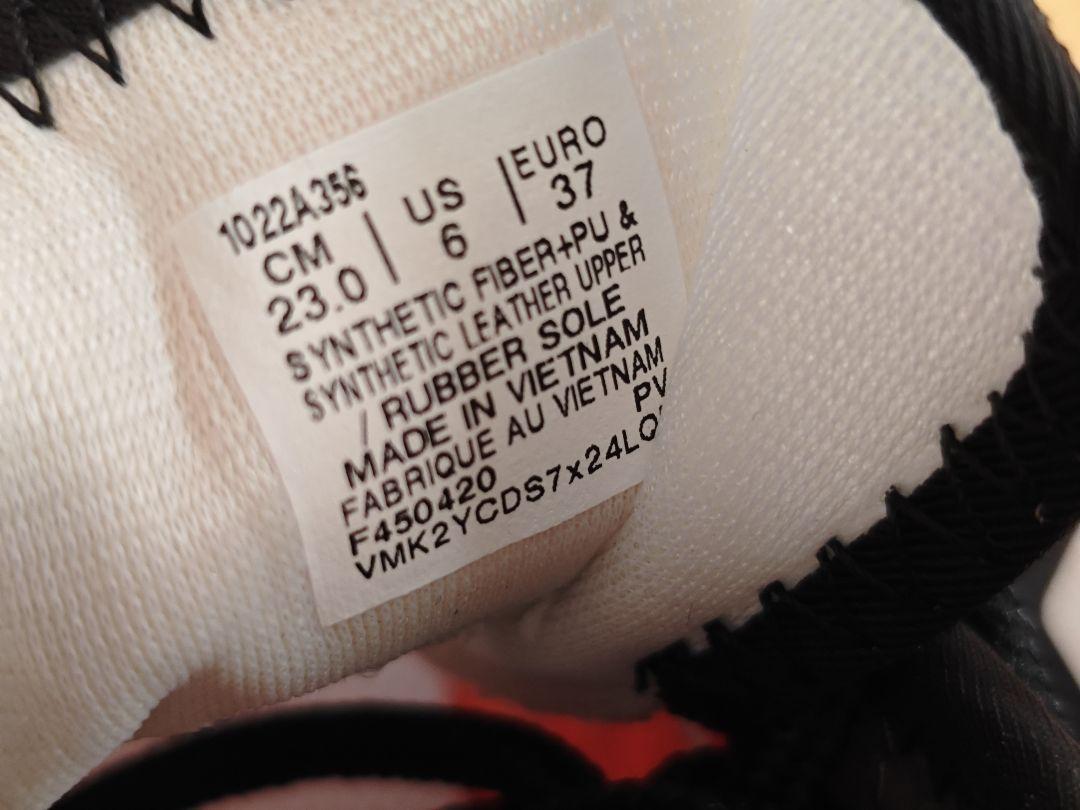 1022A356
CM | US | EURO
23.0 6 37
SYNTHETIC FIBER+PU &
SYNTHETIC LEATHER UPPER
/ RUBBER SOLE
MADE IN VIETNAM
FABRIQUE AU VIETNAM
F450420 PV
VMK2YCDS7x24LQ